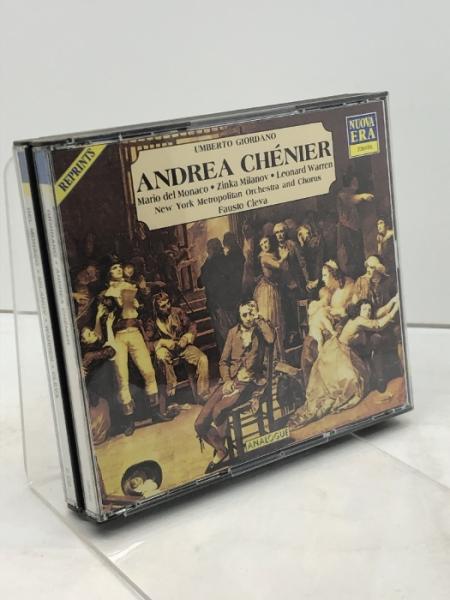 REPRINTS
UMBERTO GIORDANO
ANDREA CHÉNIER
Mario del Monaco • Zinka Milanov • Leonard Warren
New York Metropolitan Orchestra and Chorus
Fausto Cleva
NUOVA
ERA
ANALOGUE